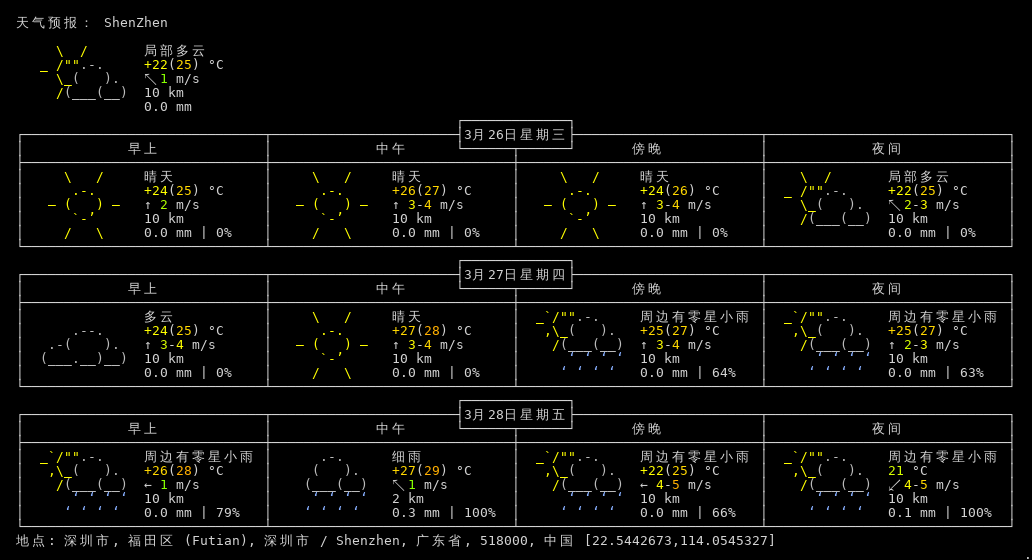 天气预报： ShenZhen
局部多云
+22(25) °C
↖ 1 m/s
10 km
0.0 mm
3月26日星期三
早上 中午 傍晚 夜间
晴天 晴天 晴天 局部多云
+24(25) °C +26(27) °C +24(26) °C +22(25) °C
↑ 2 m/s ↑ 3-4 m/s ↑ 3-4 m/s ↖ 2-3 m/s
10 km 10 km 10 km 10 km
0.0 mm | 0% 0.0 mm | 0% 0.0 mm | 0% 0.0 mm | 0%
3月27日星期四
早上 中午 傍晚 夜间
多云 晴天 周边有零星小雨 周边有零星小雨
+24(25) °C +27(28) °C +25(27) °C +25(27) °C
↑ 3-4 m/s ↑ 3-4 m/s ↑ 3-4 m/s ↑ 2-3 m/s
10 km 10 km 10 km 10 km
0.0 mm | 0% 0.0 mm | 0% 0.0 mm | 64% 0.0 mm | 63%
3月28日星期五
早上 中午 傍晚 夜间
周边有零星小雨 细雨 周边有零星小雨 周边有零星小雨
+26(28) °C +27(29) °C +22(25) °C 21 °C
← 1 m/s ↖ 1 m/s ← 4-5 m/s ↙ 4-5 m/s
10 km 2 km 10 km 10 km
0.0 mm | 79% 0.3 mm | 100% 0.0 mm | 66% 0.1 mm | 100%
地点: 深圳市, 福田区 (Futian), 深圳市 / Shenzhen, 广东省, 518000, 中国 [22.5442673,114.0545327]